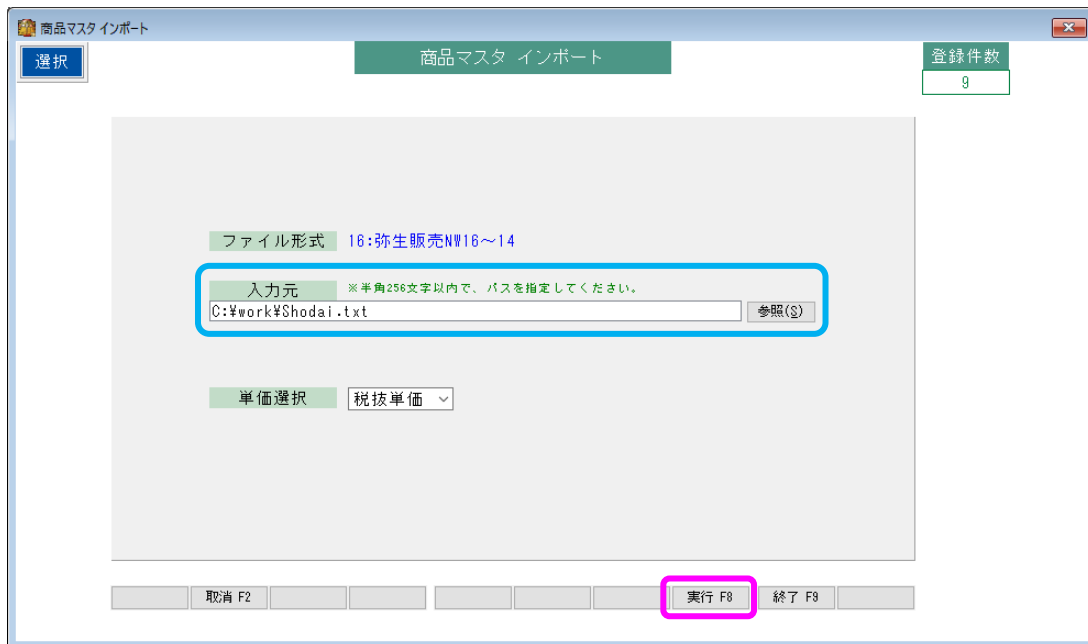 商品マスタ インポート
選択
商品マスタ インポート
登録件数
9
ファイル形式 16:弥生販売NW16～14
入力元 ※半角256文字以内で、パスを指定してください。
C:¥work¥Shodai.txt 参照(S)
単価選択 税抜単価
取消 F2 実行 F8 終了 F9